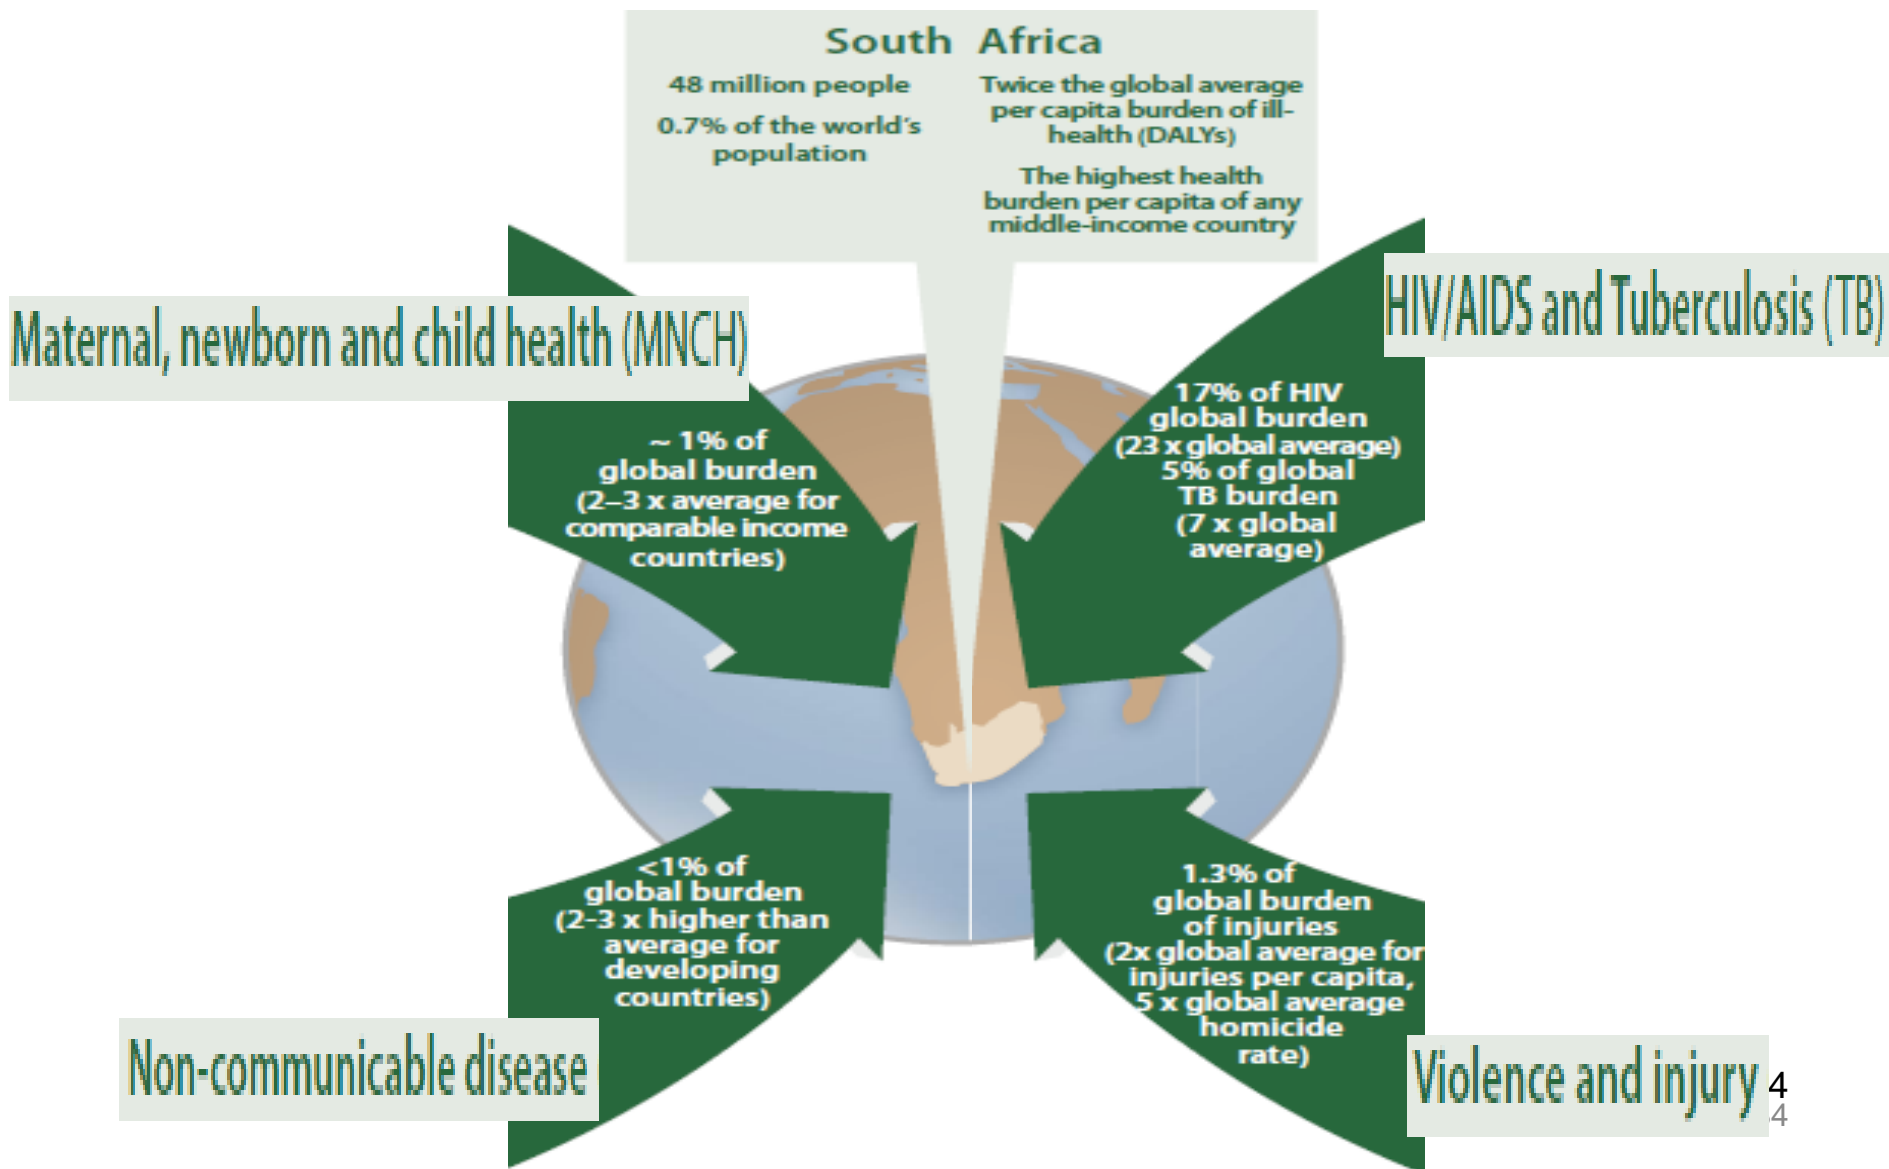 South Africa
48 million people
0.7% of the world's
population
Twice the global average
per capita burden of ill-
health (DALYs)
The highest health
burden per capita of any
middle-income country
Maternal, newborn and child health (MNCH)
~ 1% of
global burden
(2–3 x average for
comparable income
countries)
HIV/AIDS and Tuberculosis (TB)
17% of HIV
global burden
(23 x global average)
5% of global
TB burden
(7 x global
average)
<1% of
global burden
(2-3 x higher than
average for
developing
countries)
Non-communicable disease
1.3% of
global burden
of injuries
(2x global average for
injuries per capita,
5 x global average
homicide
rate)
Violence and injury
4
4